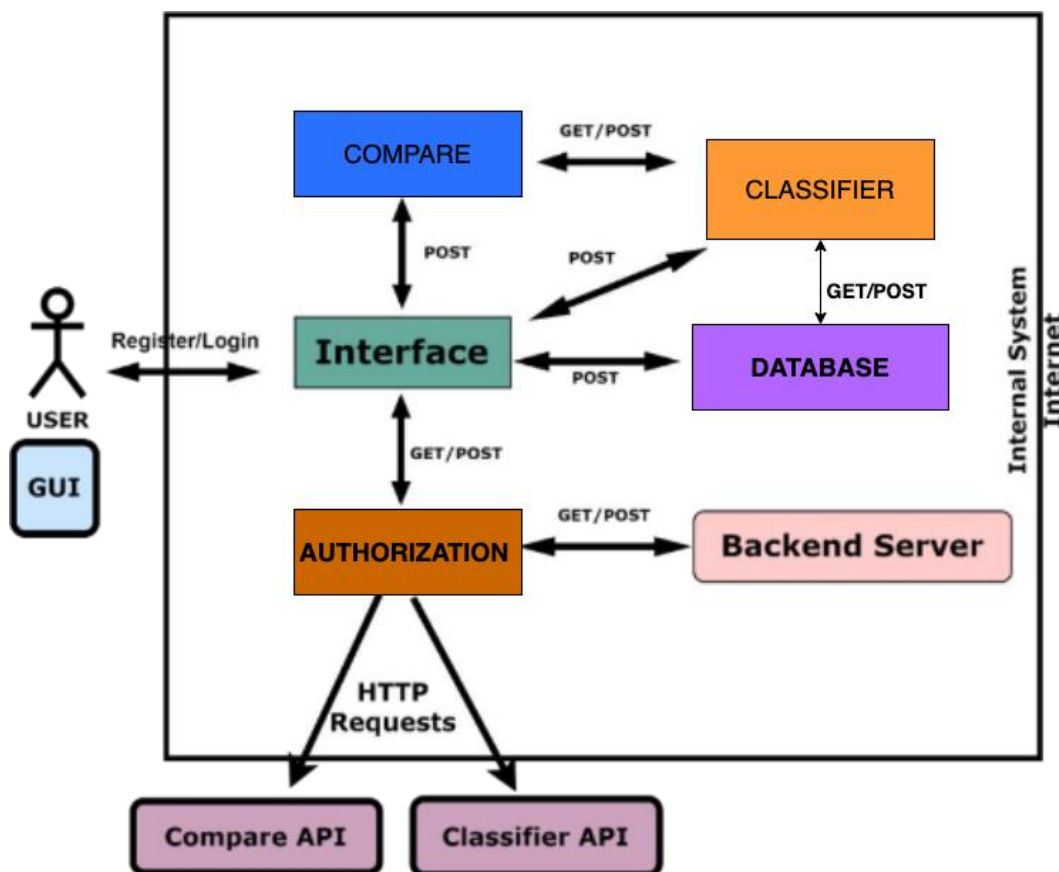 COMPARE
GET/POST
CLASSIFIER
POST
POST
GET/POST
Register/Login
Interface
POST
DATABASE
Internal System
Internet
USER
GUI
GET/POST
AUTHORIZATION
GET/POST
Backend Server
HTTP
Requests
Compare API
Classifier API